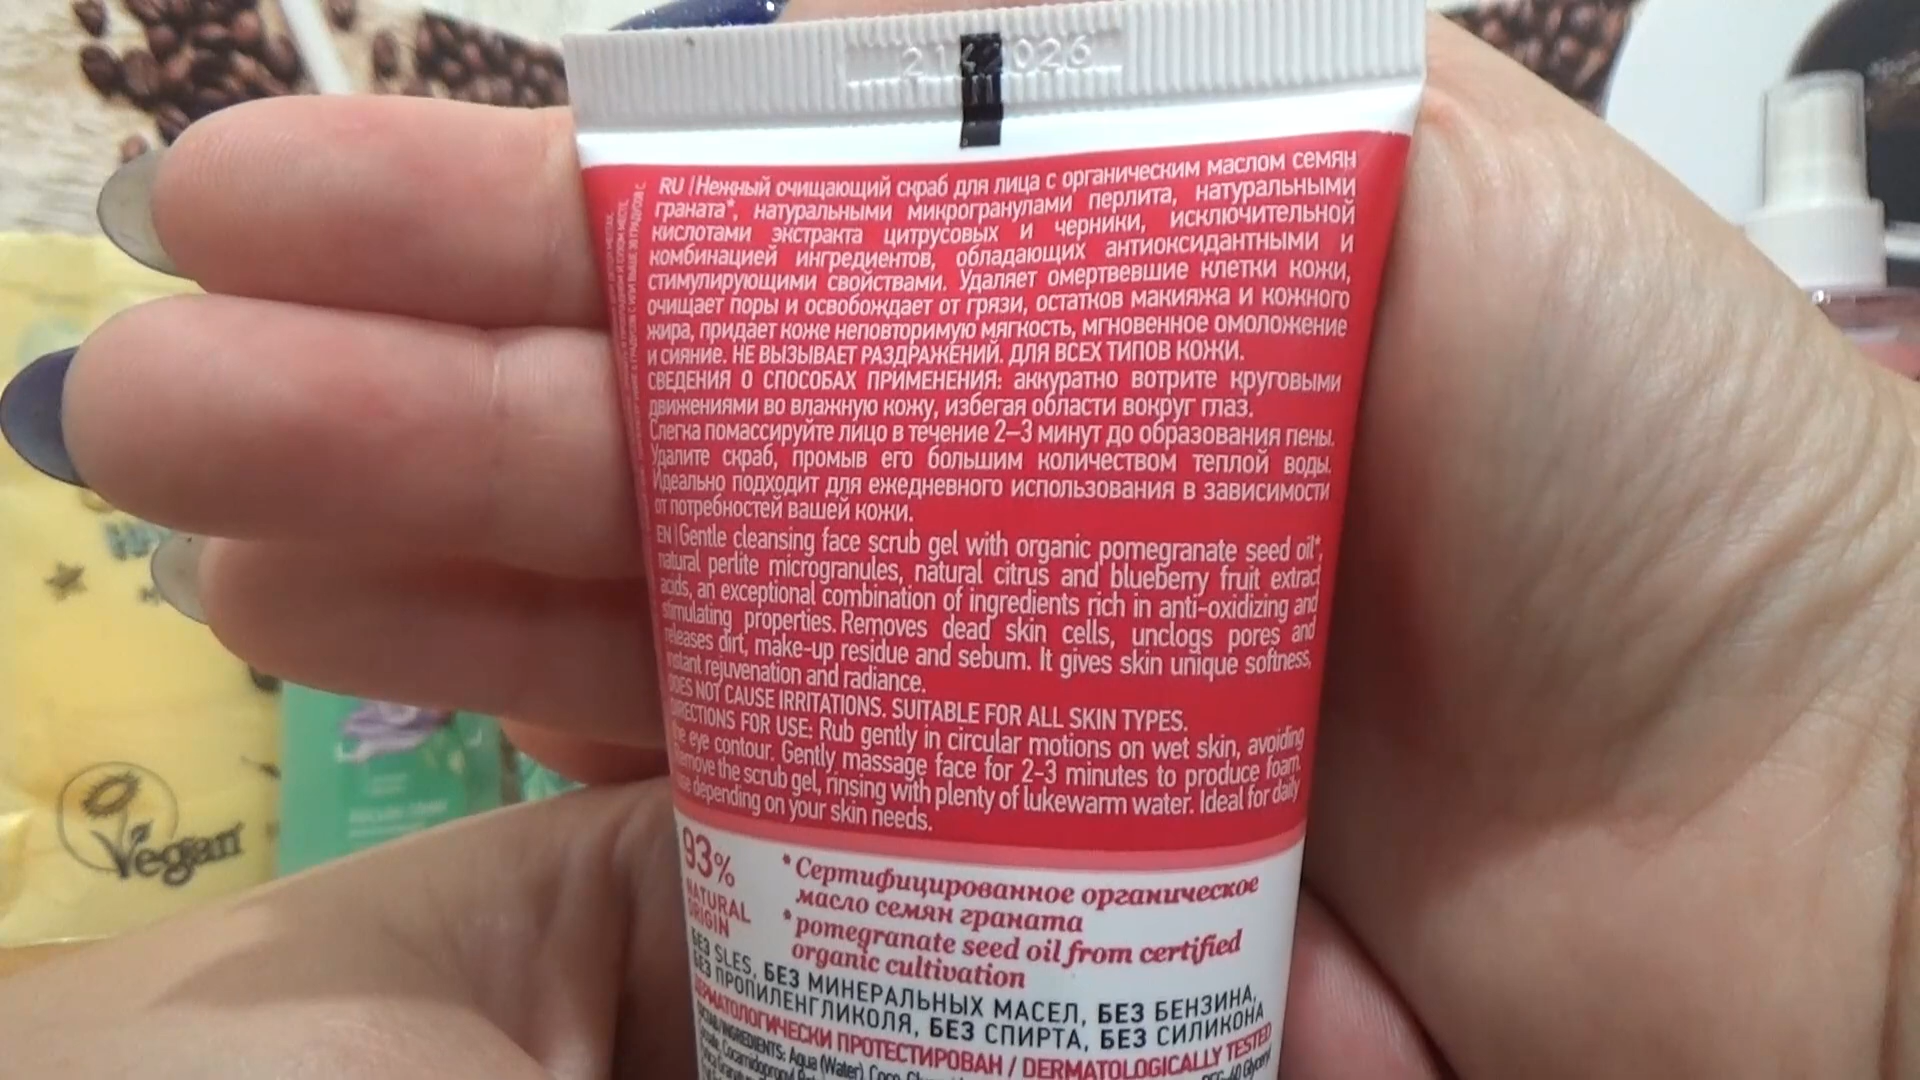 RU | Нежный очищающий скраб для лица с органическим маслом семян
граната*, натуральными микрогранулами перлита, натуральными
кислотами экстракта цитрусовых и черники, исключительной
комбинацией ингредиентов, обладающих антиоксидантными и
стимулирующими свойствами. Удаляет омертвевшие клетки кожи,
очищает поры и освобождает от грязи, остатков макияжа и кожного
жира, придает коже неповторимую мягкость, мгновенное омоложение
и сияние. НЕ ВЫЗЫВАЕТ РАЗДРАЖЕНИЙ. ДЛЯ ВСЕХ ТИПОВ КОЖИ.
СВЕДЕНИЯ О СПОСОБАХ ПРИМЕНЕНИЯ: аккуратно вотрите круговыми
движениями во влажную кожу, избегая области вокруг глаз.
Слегка помассируйте лицо в течение 2–3 минут до образования пены.
Удалите скраб, промыв его большим количеством теплой воды.
Идеально подходит для ежедневного использования в зависимости
от потребностей вашей кожи.
EN | Gentle cleansing face scrub gel with organic pomegranate seed oil*,
natural perlite microgranules, natural citrus and blueberry fruit extract
acids, an exceptional combination of ingredients rich in anti-oxidizing and
stimulating properties. Removes dead skin cells, unclogs pores and
releases dirt, make-up residue and sebum. It gives skin unique softness,
instant rejuvenation and radiance.
DOES NOT CAUSE IRRITATIONS. SUITABLE FOR ALL SKIN TYPES.
DIRECTIONS FOR USE: Rub gently in circular motions on wet skin, avoiding
the eye contour. Gently massage face for 2-3 minutes to produce foam.
Remove the scrub gel, rinsing with plenty of lukewarm water. Ideal for daily
use depending on your skin needs.
93%
NATURAL
ORIGIN
* Сертифицированное органическое
масло семян граната
* pomegranate seed oil from certified
organic cultivation
БЕЗ SLES, БЕЗ МИНЕРАЛЬНЫХ МАСЕЛ, БЕЗ БЕНЗИНА,
БЕЗ ПРОПИЛЕНГЛИКОЛЯ, БЕЗ СПИРТА, БЕЗ СИЛИКОНА
ДЕРМАТОЛОГИЧЕСКИ ПРОТЕСТИРОВАН / DERMATOLOGICALLY TESTED
INGREDIENTS: Aqua (Water), Coco
Cocamidopropyl
Vegan